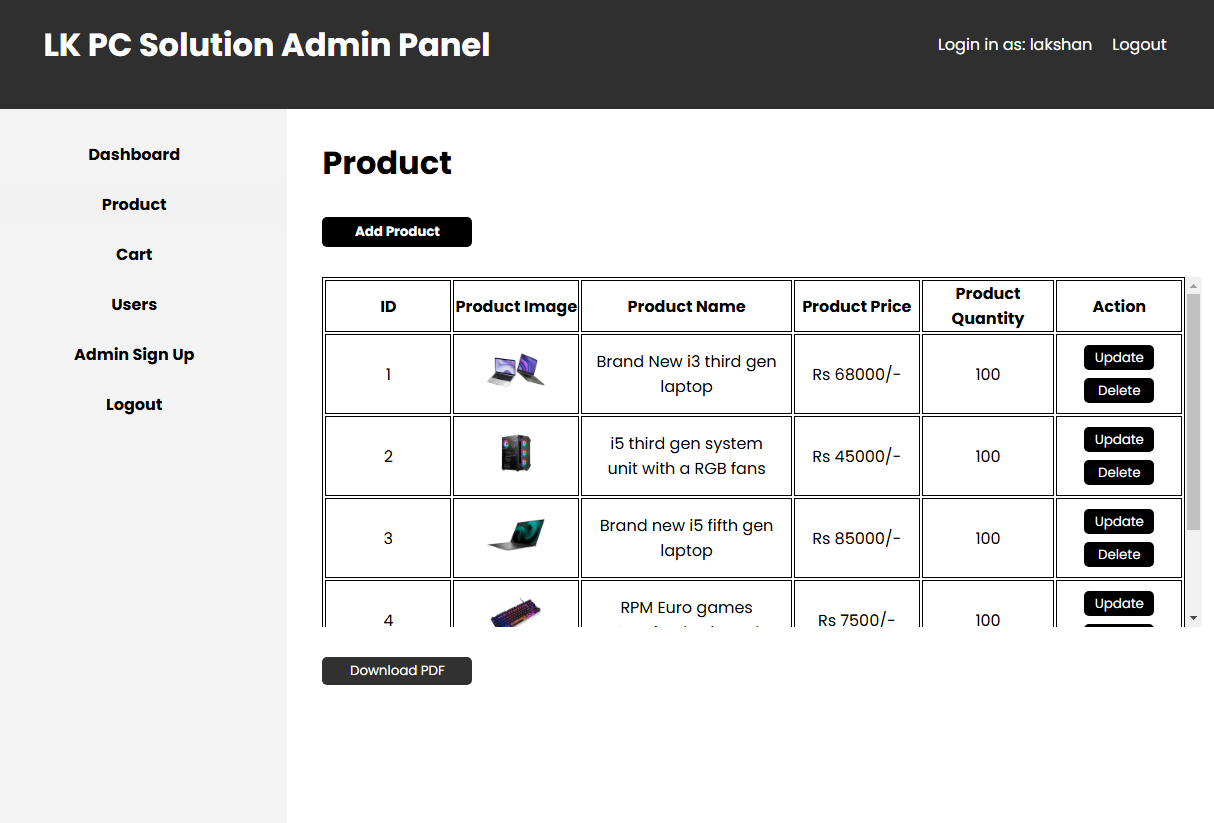 LK PC Solution Admin Panel
Login in as: lakshan Logout
Dashboard
Product
Cart
Users
Admin Sign Up
Logout
Product
Add Product
ID Product Image Product Name Product Price Product Quantity Action
1 Brand New i3 third gen laptop Rs 68000/- 100 Update Delete
2 i5 third gen system unit with a RGB fans Rs 45000/- 100 Update Delete
3 Brand new i5 fifth gen laptop Rs 85000/- 100 Update Delete
4 RPM Euro games Rs 7500/- 100 Update
Download PDF